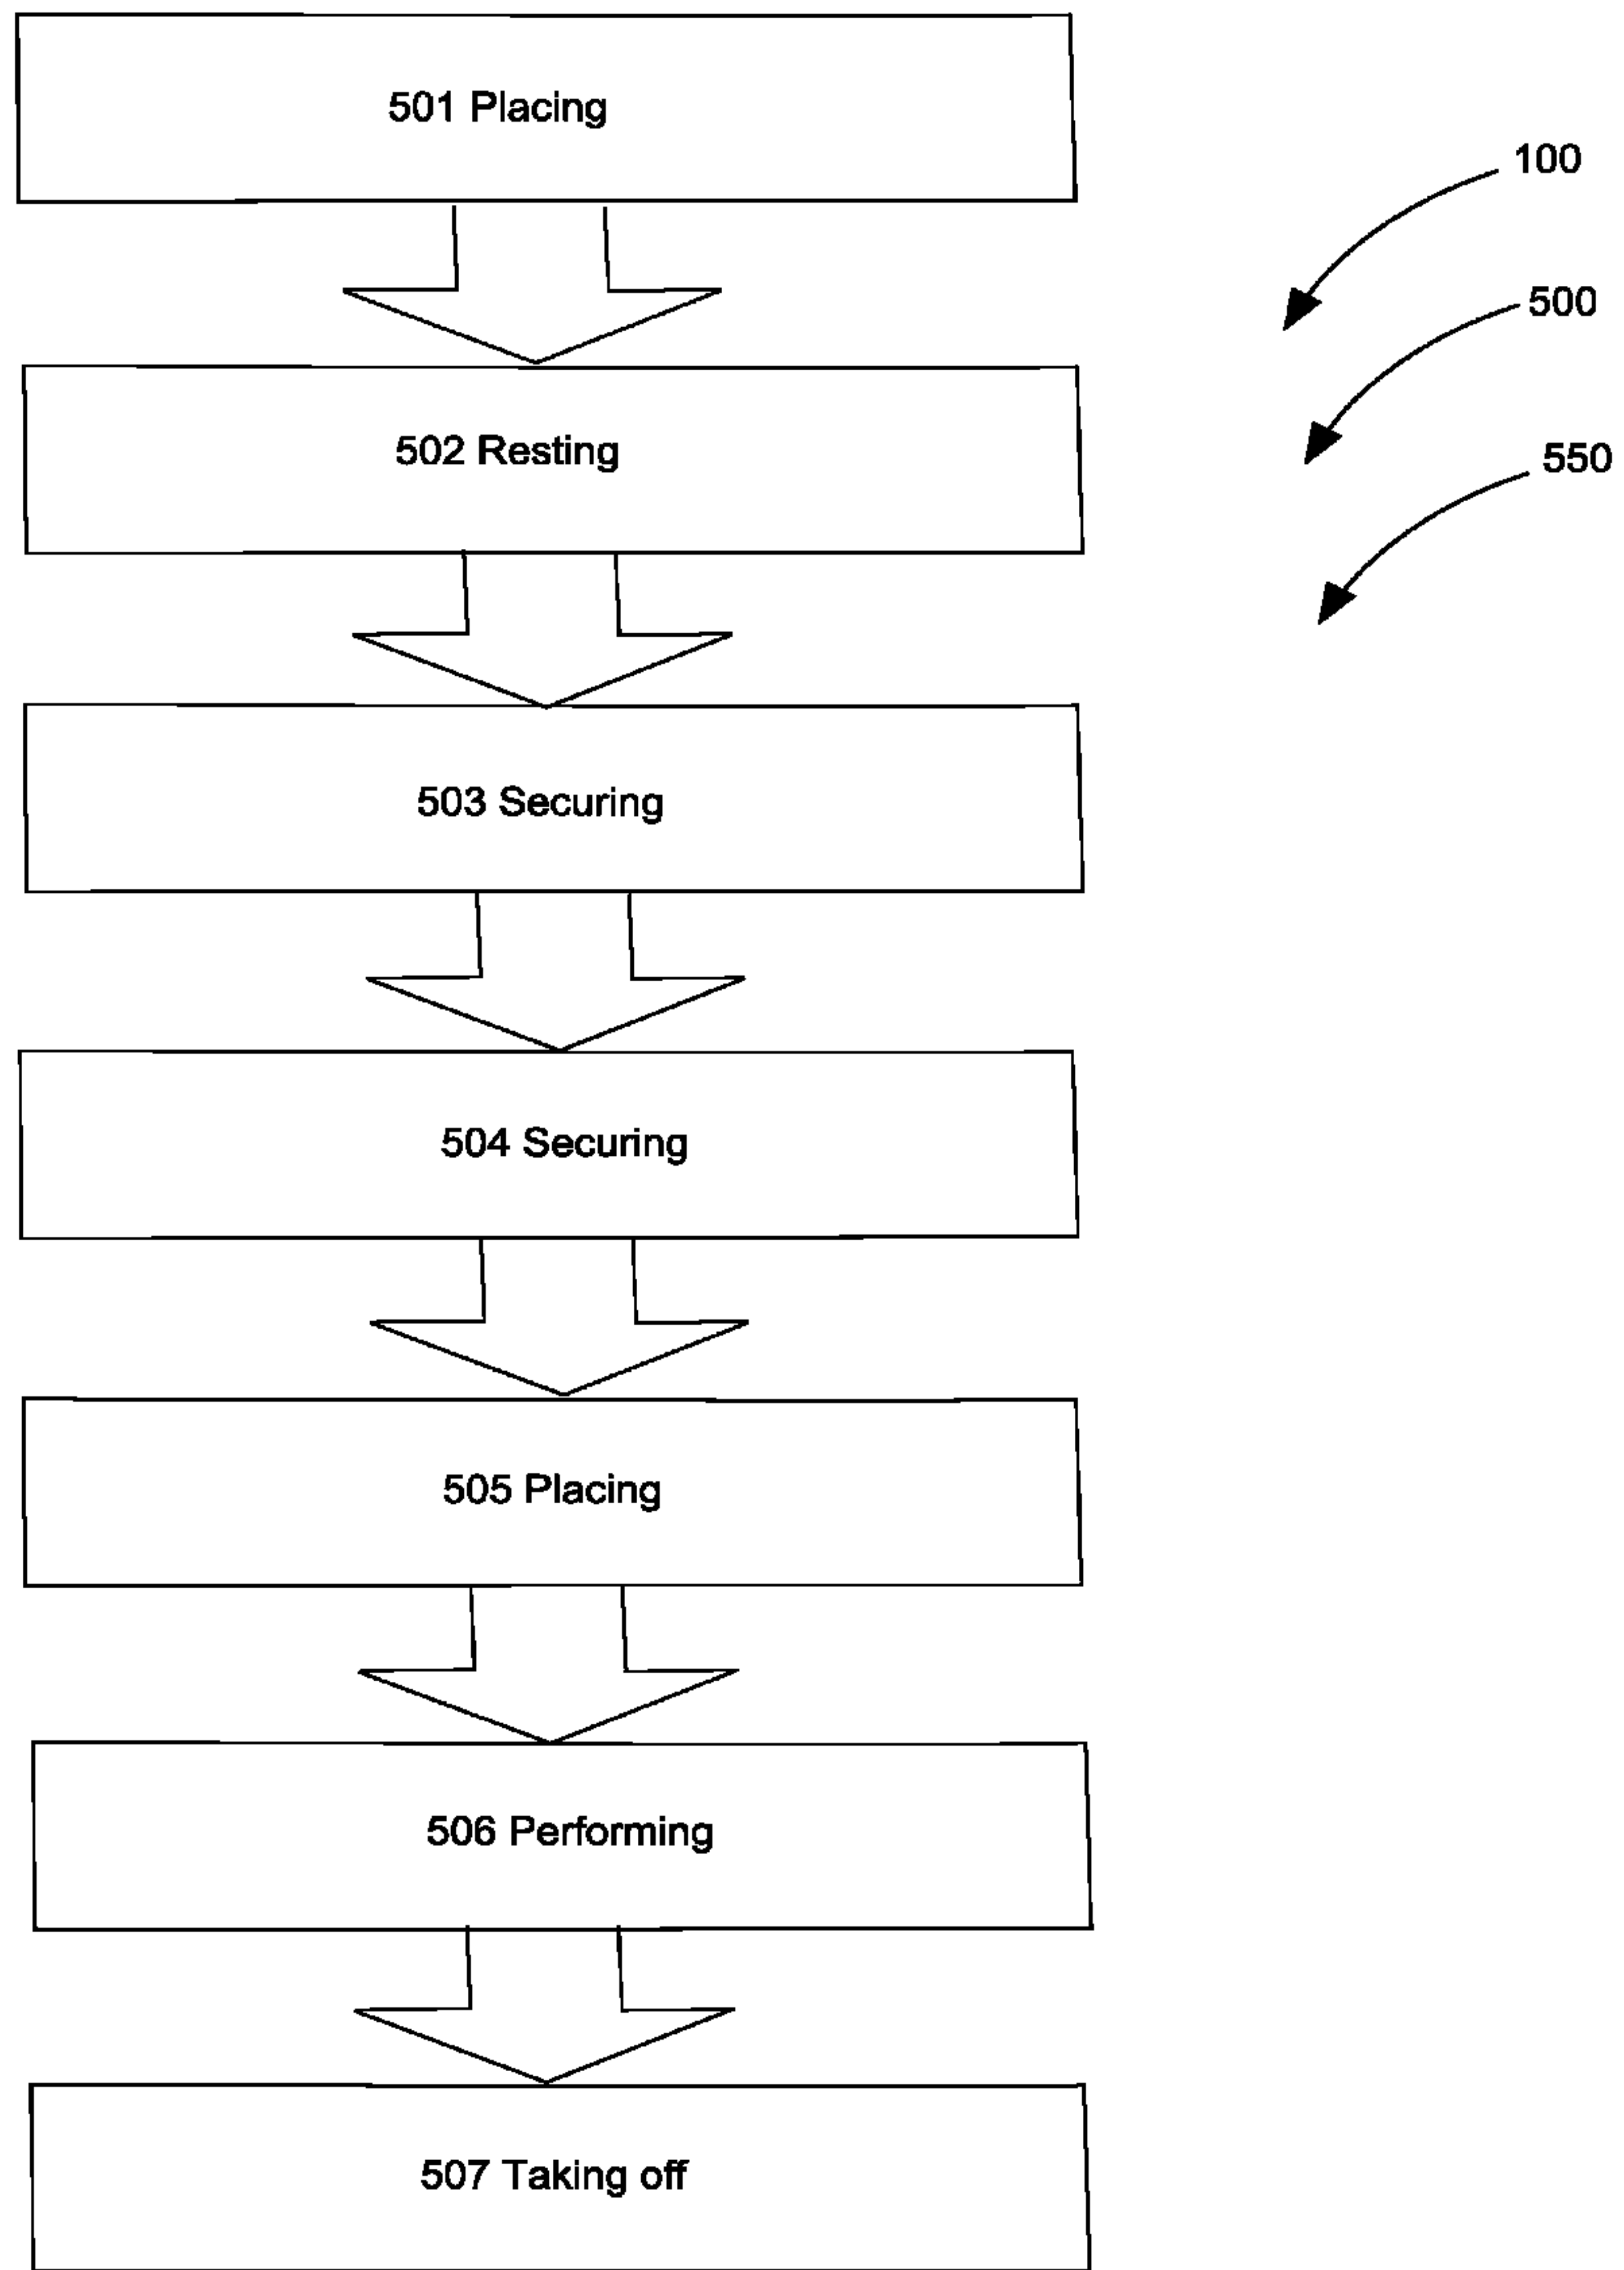 501 Placing
100
500
502 Resting
550
503 Securing
504 Securing
505 Placing
506 Performing
507 Taking off